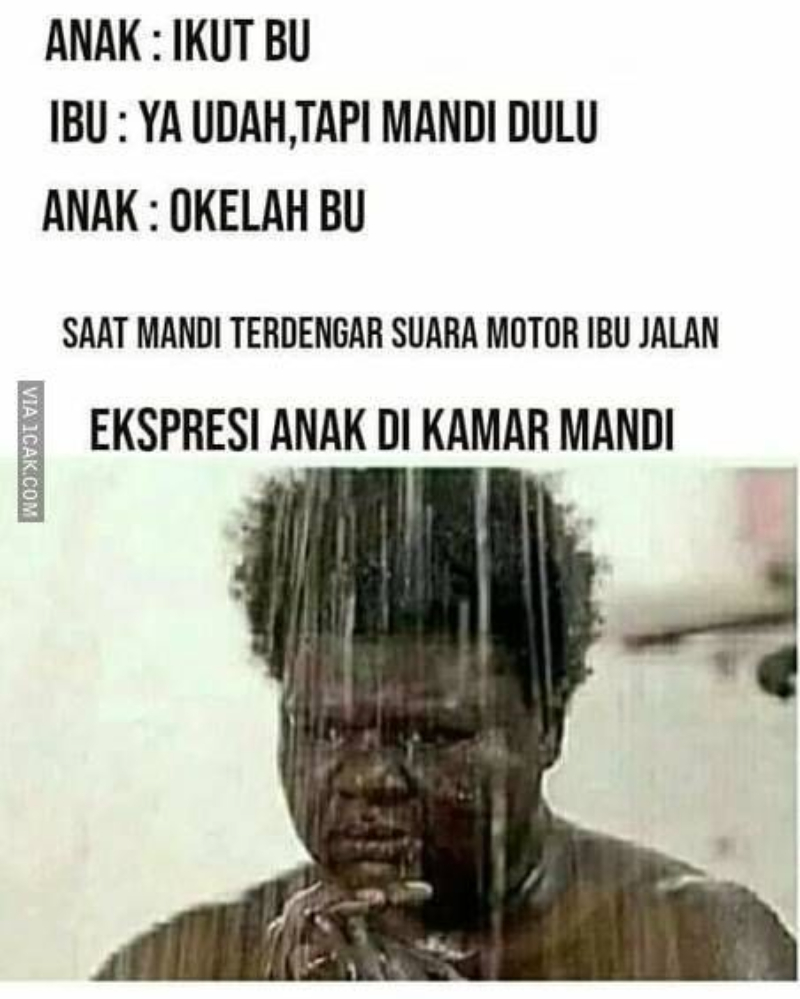 ANAK : IKUT BU
IBU : YA UDAH,TAPI MANDI DULU
ANAK : OKELAH BU
SAAT MANDI TERDENGAR SUARA MOTOR IBU JALAN
EKSPRESI ANAK DI KAMAR MANDI
VIA 1CAK.COM